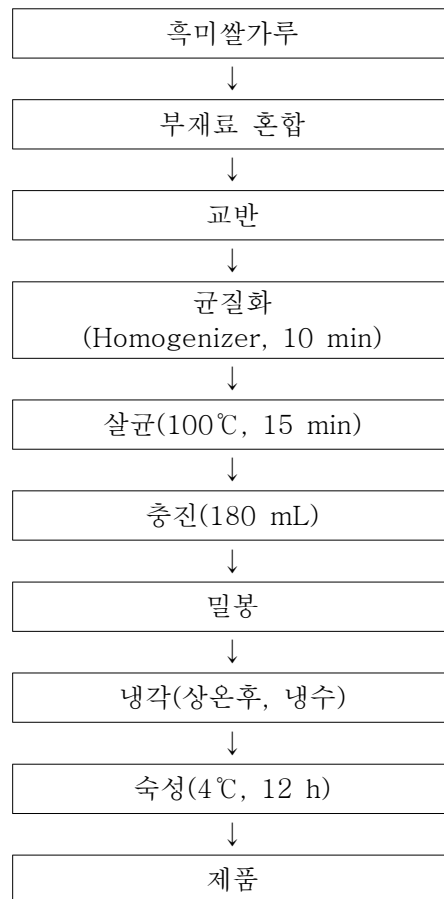 흑미쌀가루
↓
부재료 혼합
↓
교반
↓
균질화
(Homogenizer, 10 min)
↓
살균(100℃, 15 min)
↓
충진(180 mL)
↓
밀봉
↓
냉각(상온후, 냉수)
↓
숙성(4℃, 12 h)
↓
제품